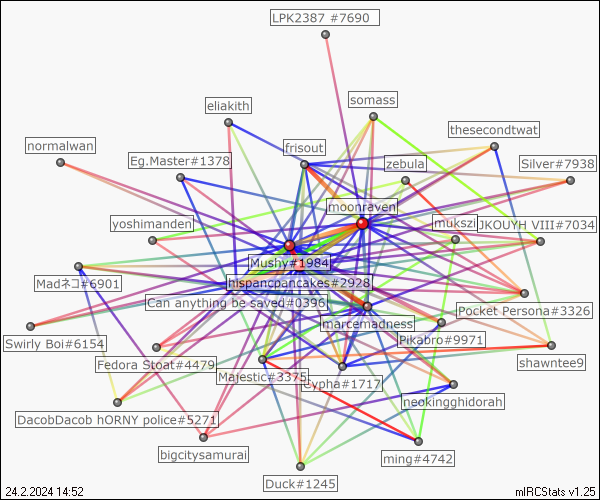 LPK2387 #7690
somass
eliakith
thesecondtwat
normalwan
frisout
Eg.Master#1378
zebula
Silver#7938
moonraven
yoshimanden
mukszi
JKOUYH VIII#7034
Mushy#1984
Madネコ#6901
hispancpancakes#2928
Can anything be saved#0396
Pocket Persona#3326
marcemadness
Swirly Boi#6154
Pikabro#9971
Fedora Stoat#4479
shawntee9
Majestic#3375
typha#1717
neokingghidorah
DacobDacob hORNY police#5271
bigcitysamurai
ming#4742
Duck#1245
24.2.2024 14:52
mIRCStats v1.25